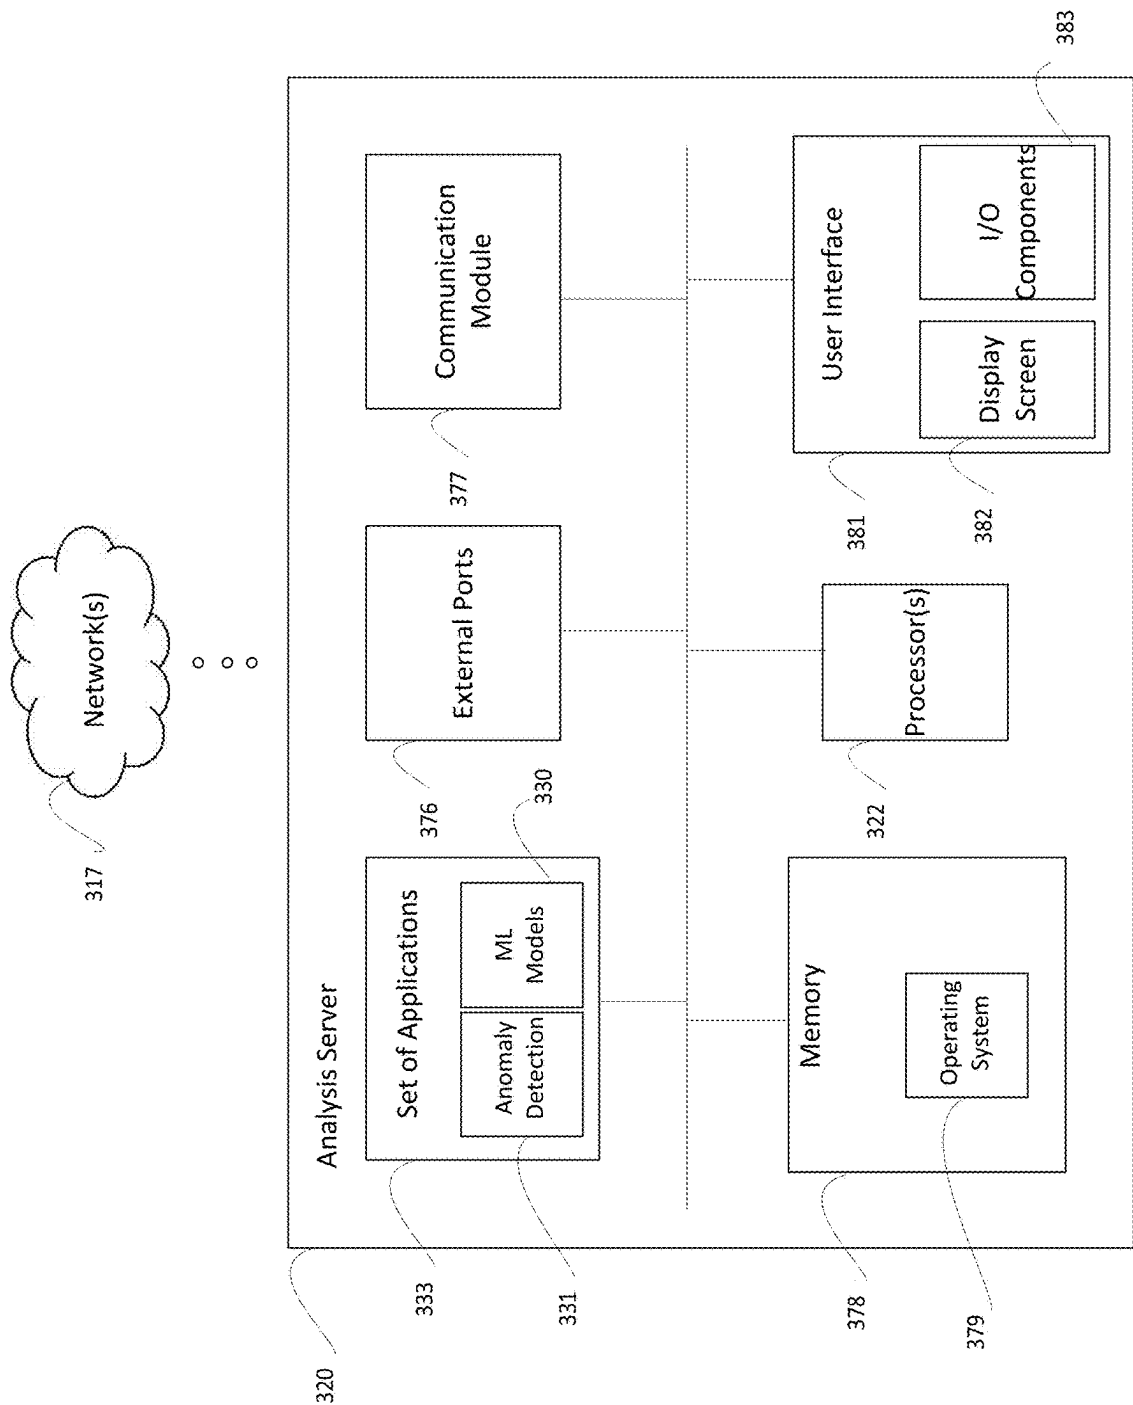 Network(s)
317
Analysis Server
320
Set of Applications
333
Anomaly
Detection
331
ML
Models
330
External Ports
376
Communication
Module
377
Memory
378
Operating
System
379
Processor(s)
322
User Interface
381
Display
Screen
382
I/O
Components
383